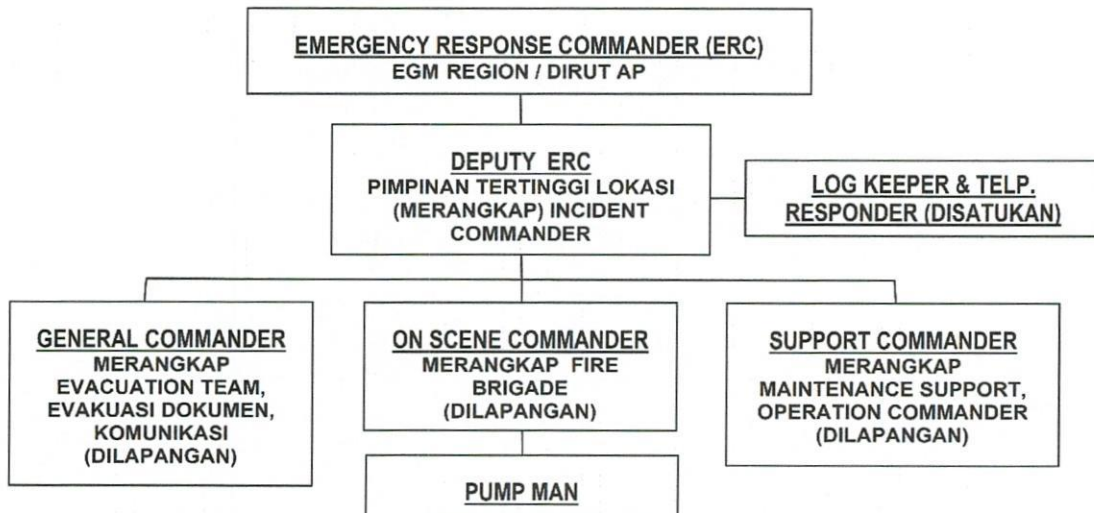 EMERGENCY RESPONSE COMMANDER (ERC)
EGM REGION / DIRUT AP
DEPUTY ERC
PIMPINAN TERTINGGI LOKASI
(MERANGKAP) INCIDENT
COMMANDER
LOG KEEPER & TELP.
RESPONDER (DISATUKAN)
GENERAL COMMANDER
MERANGKAP
EVACUATION TEAM,
EVAKUASI DOKUMEN,
KOMUNIKASI
(DILAPANGAN)
ON SCENE COMMANDER
MERANGKAP FIRE
BRIGADE
(DILAPANGAN)
SUPPORT COMMANDER
MERANGKAP
MAINTENANCE SUPPORT,
OPERATION COMMANDER
(DILAPANGAN)
PUMP MAN